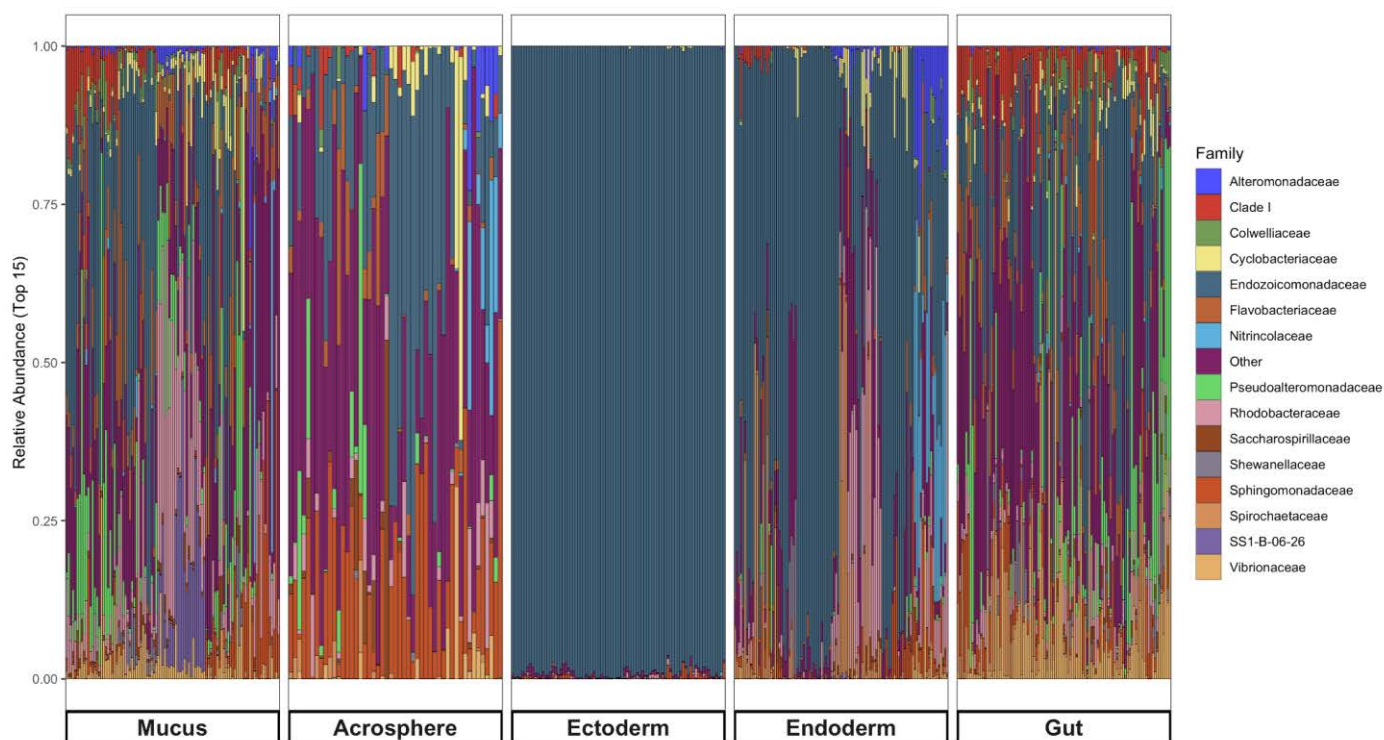 1.00
0.75
0.50
0.25
0.00
Relative Abundance (Top 15)
Mucus
Acrosphere
Ectoderm
Endoderm
Gut
Family
Alteromonadaceae
Clade I
Colwelliaceae
Cyclobacteriaceae
Endozoicomonadaceae
Flavobacteriaceae
Nitrincolaceae
Other
Pseudoalteromonadaceae
Rhodobacteraceae
Saccharospirillaceae
Shewanellaceae
Sphingomonadaceae
Spirochaetaceae
SS1-B-06-26
Vibrionaceae